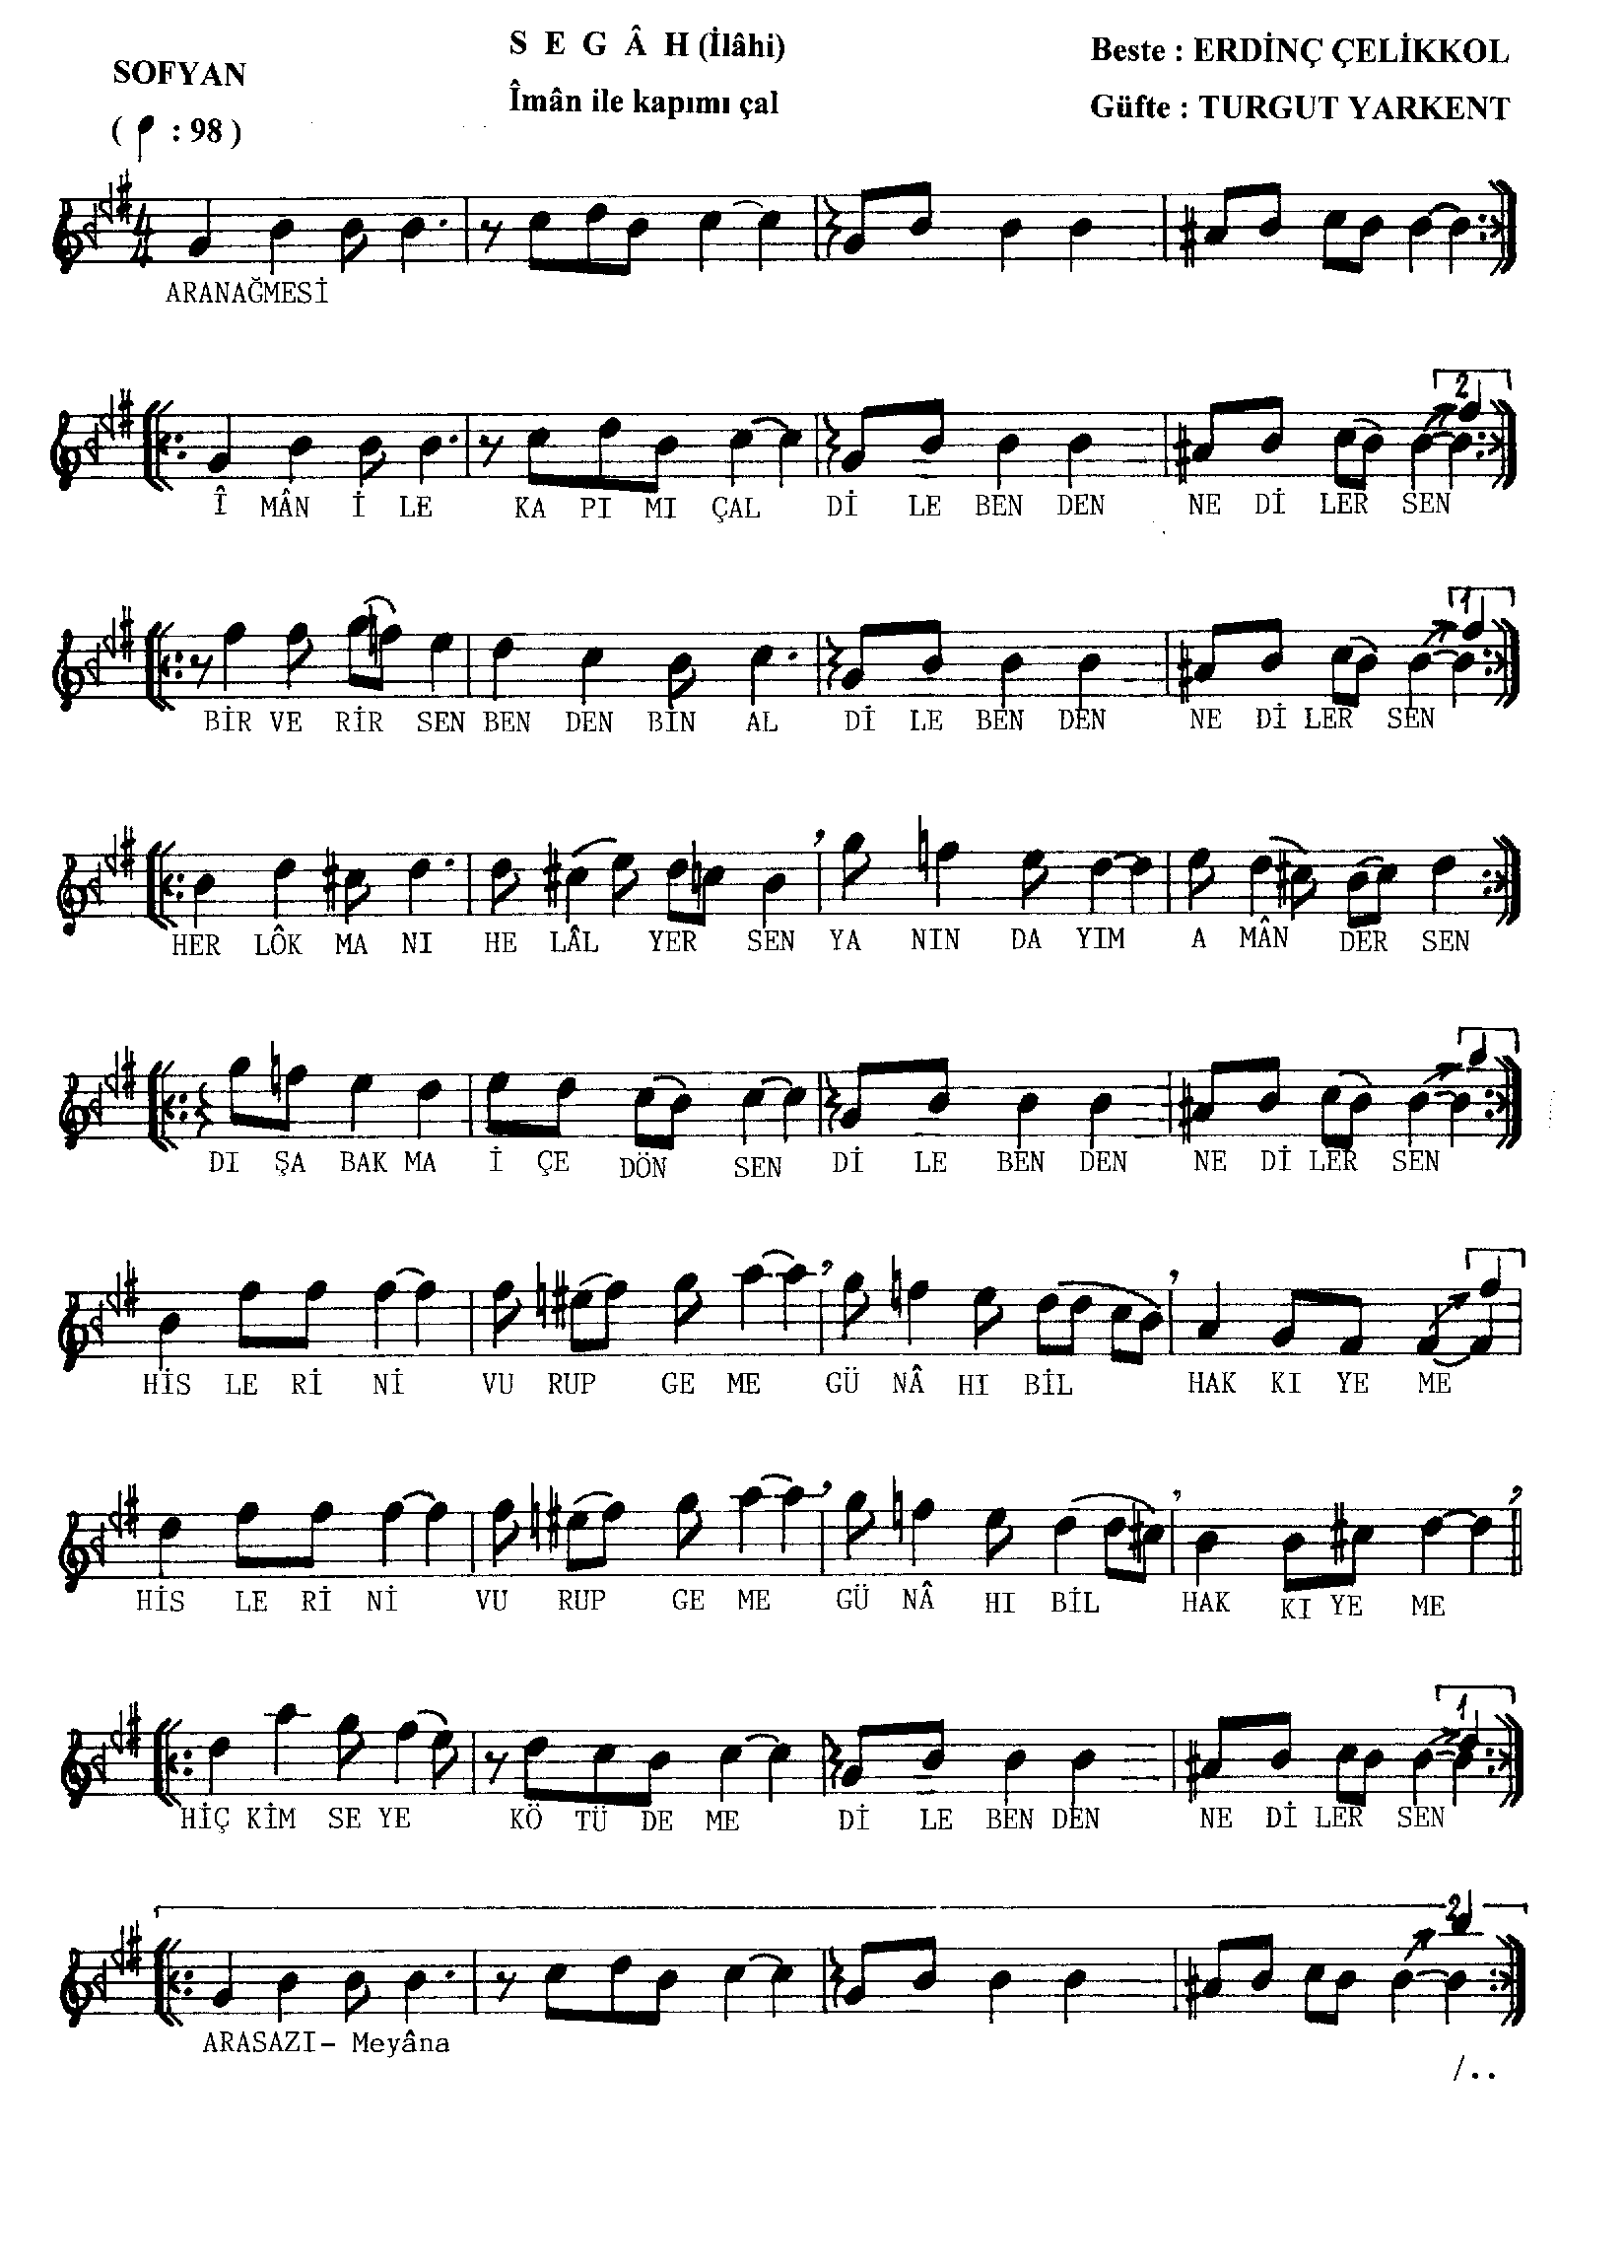 S E G Â H (İlâhi)
SOFYAN
Beste : ERDİNÇ ÇELİKKOL
Îmân ile kapımı çal
Güfte : TURGUT YARKENT
( : 98 )
4
4
ARANAĞMESİ
2
Î MÂN İ LE KA PI MI ÇAL Dİ LE BEN DEN NE Dİ LER SEN
1
BİR VE RİR SEN BEN DEN BİN AL Dİ LE BEN DEN NE Dİ LER SEN
HER LÔK MA NI HE LÂL YER SEN YA NIN DA YIM A MÂN DER SEN
DI ŞA BAK MA İ ÇE DÖN SEN Dİ LE BEN DEN NE Dİ LER SEN
HİS LE Rİ Nİ VU RUP GE ME GÜ NÂ HI BİL HAK KI YE ME
HİS LE Rİ Nİ VU RUP GE ME GÜ NÂ HI BİL HAK KI YE ME
1
HİÇ KİM SE YE KÖ TÜ DE ME Dİ LE BEN DEN NE Dİ LER SEN
2
ARASAZI- Meyâna
/..